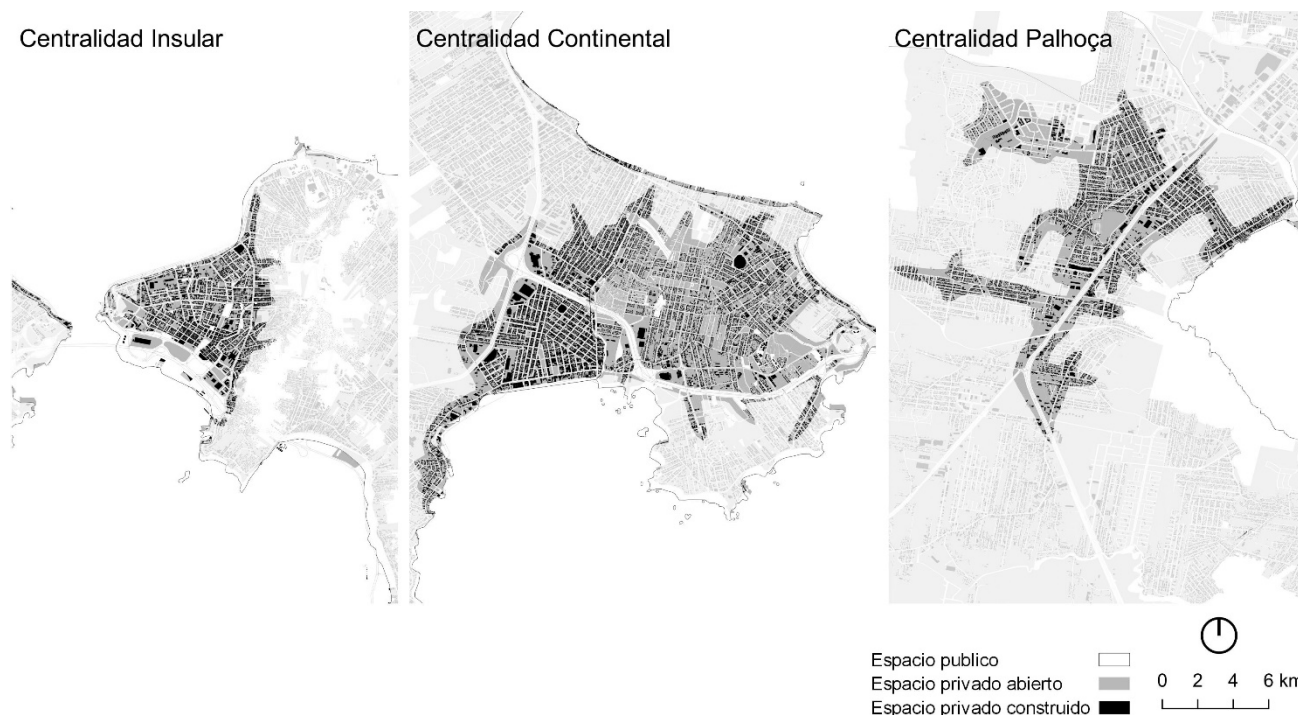 Centralidad Insular
Centralidad Continental
Centralidad Palhoça
Espacio publico
Espacio privado abierto
Espacio privado construido
0 2 4 6 km